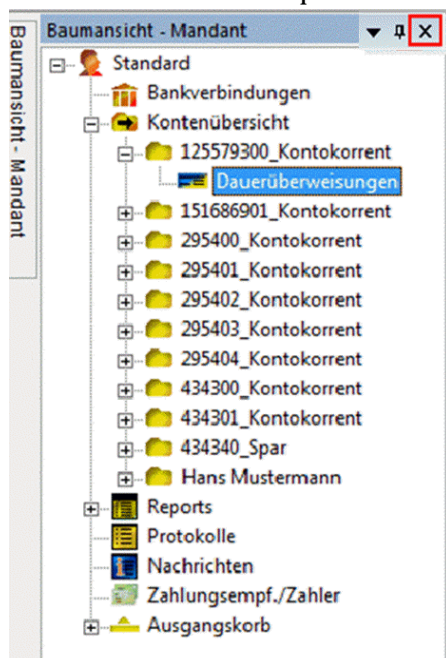 Baumansicht - Mandant
Baumansicht - Mandant
Standard
Bankverbindungen
Kontenübersicht
125579300_Kontokorrent
Dauerüberweisungen
151686901_Kontokorrent
295400_Kontokorrent
295401_Kontokorrent
295402_Kontokorrent
295403_Kontokorrent
295404_Kontokorrent
434300_Kontokorrent
434301_Kontokorrent
434340_Spar
Hans Mustermann
Reports
Protokolle
Nachrichten
Zahlungsempf./Zahler
Ausgangskorb